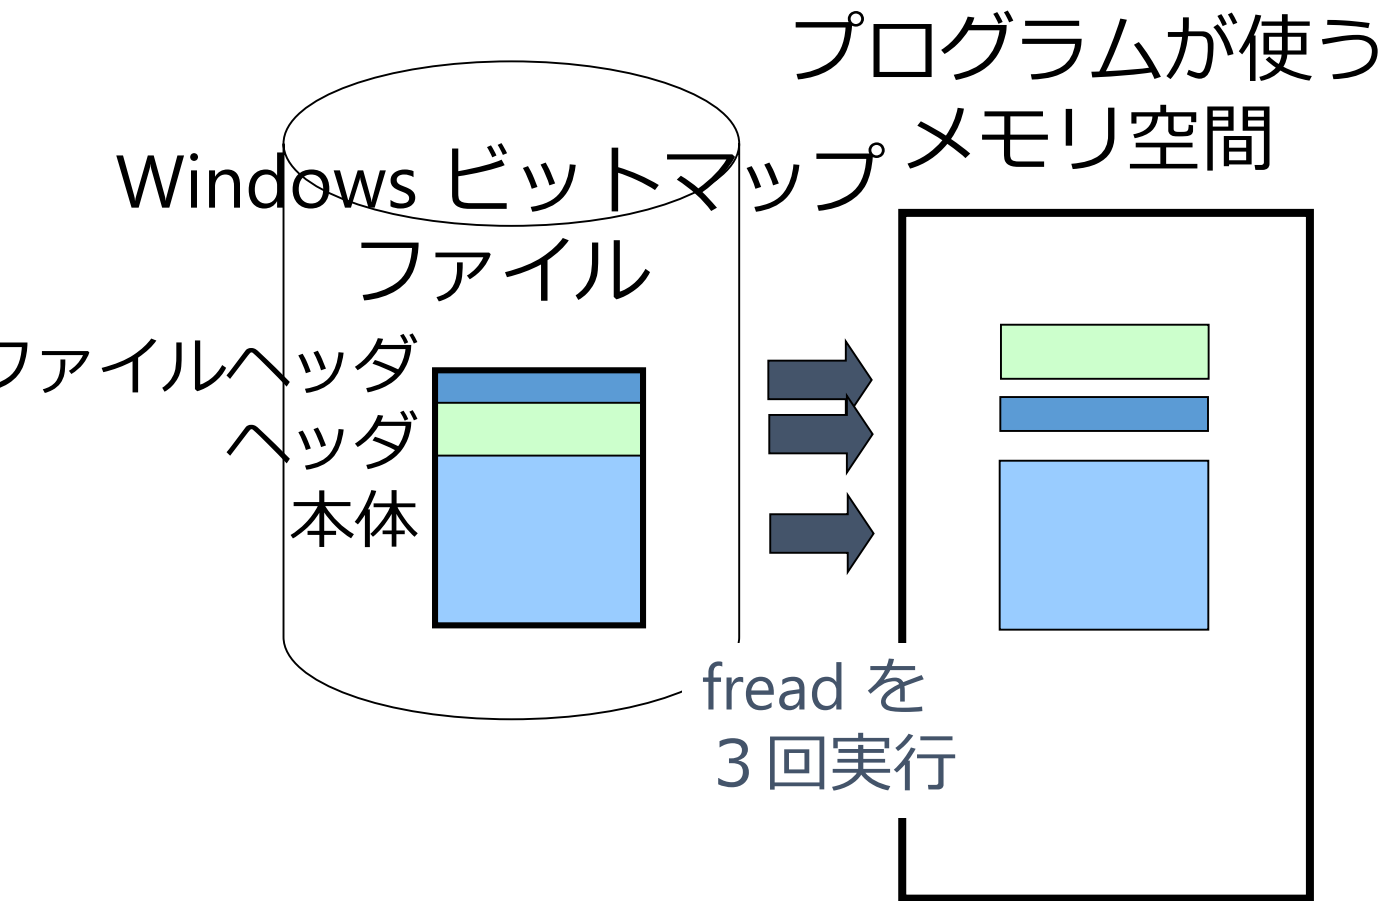 プログラムが使う
メモリ空間
Windows ビットマップ
ファイル
ファイルヘッダ
ヘッダ
本体
fread を
３回実行